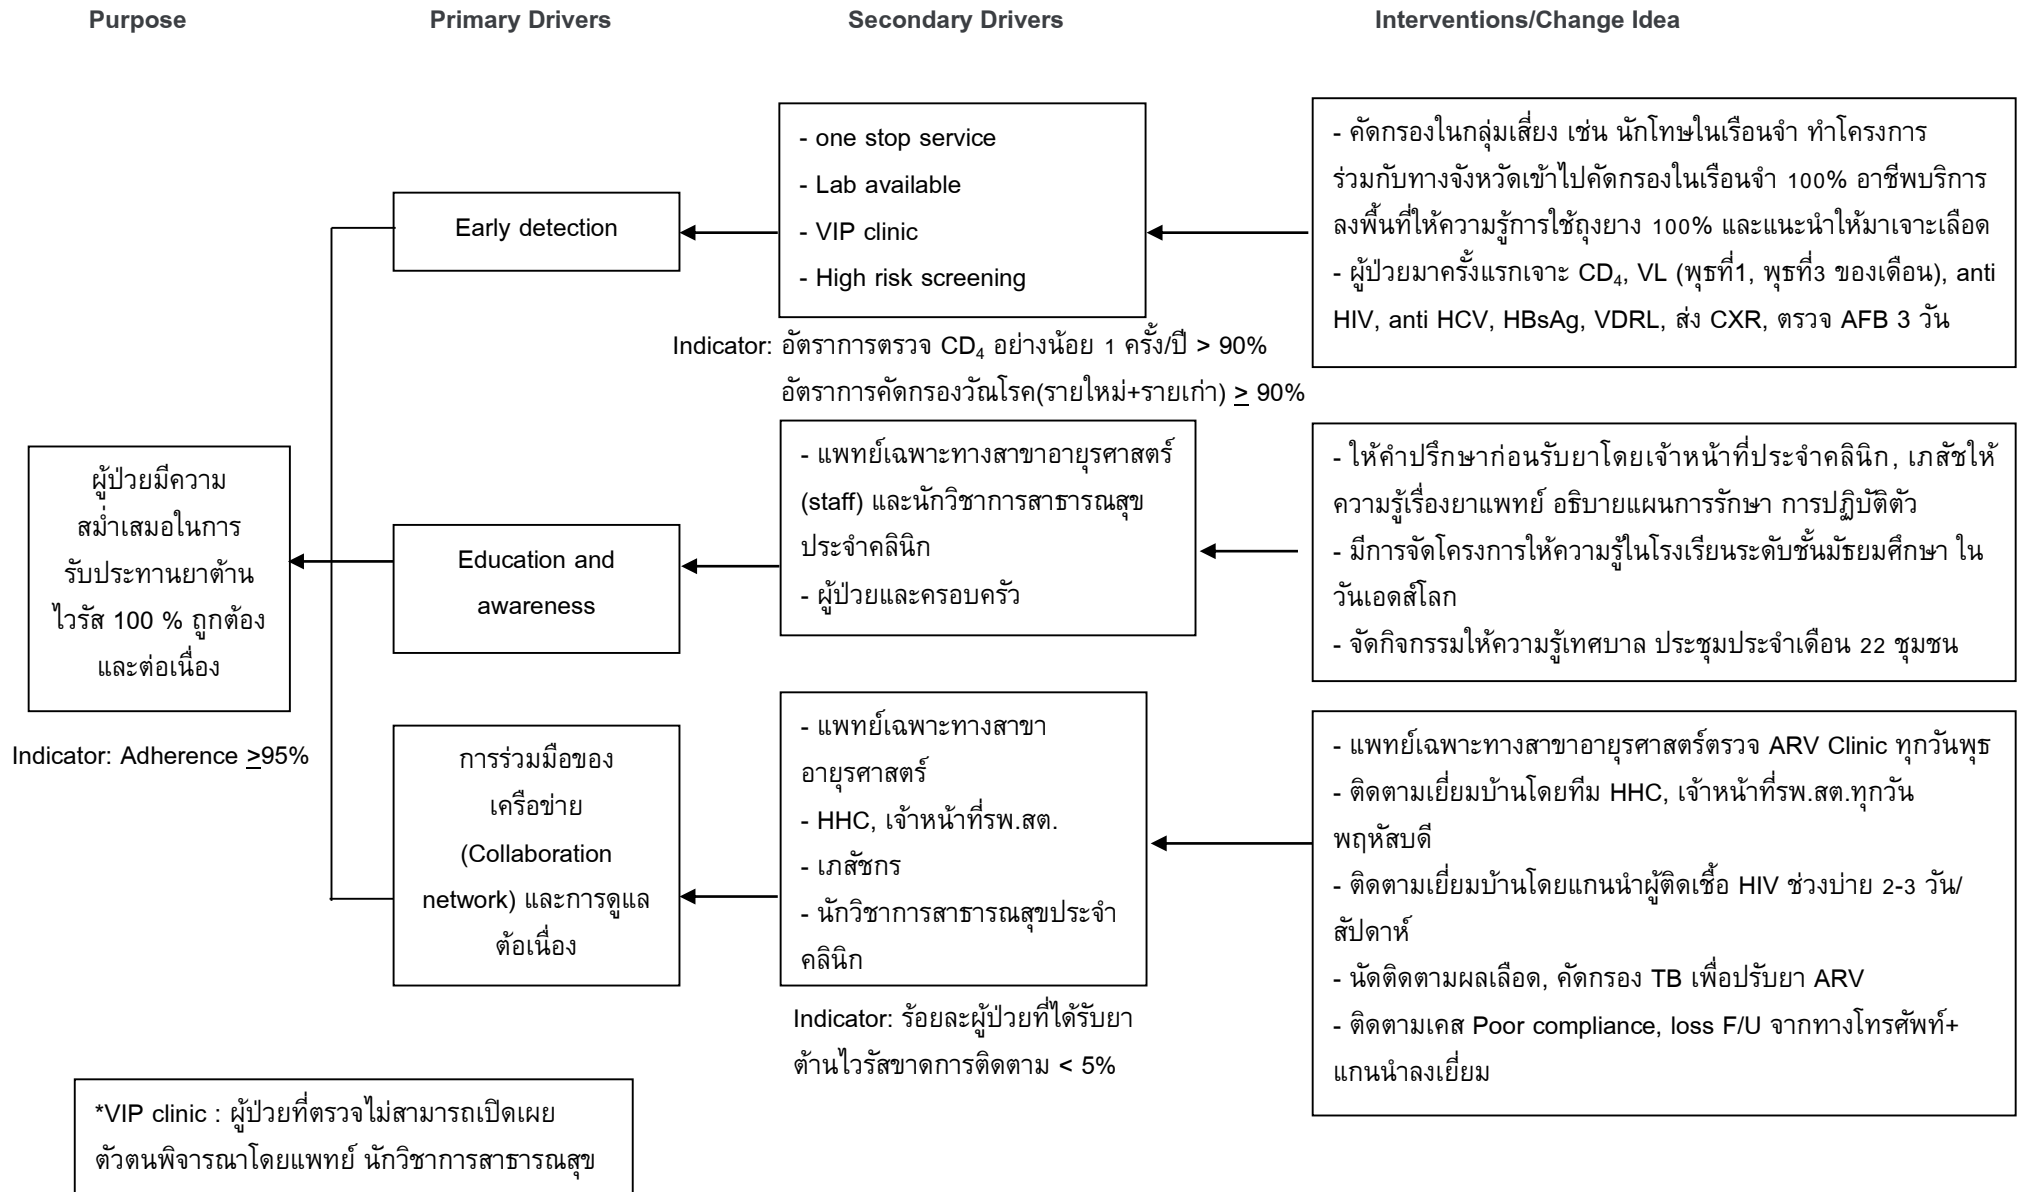 Purpose
Primary Drivers
Secondary Drivers
Interventions/Change Idea
ผู้ป่วยมีความ
สม่ำเสมอในการ
รับประทานยาต้าน
ไวรัส 100 % ถูกต้อง
และต่อเนื่อง
Indicator: Adherence ≥95%
Early detection
- one stop service
- Lab available
- VIP clinic
- High risk screening
Indicator: อัตราการตรวจ CD₄ อย่างน้อย 1 ครั้ง/ปี > 90%
อัตราการคัดกรองวัณโรค(รายใหม่+รายเก่า) ≥ 90%
- คัดกรองในกลุ่มเสี่ยง เช่น นักโทษในเรือนจำ ทำโครงการ
ร่วมกับทางจังหวัดเข้าไปคัดกรองในเรือนจำ 100% อาชีพบริการ
ลงพื้นที่ให้ความรู้การใช้ถุงยาง 100% และแนะนำให้มาเจาะเลือด
- ผู้ป่วยมาครั้งแรกเจาะ CD₄, VL (พุธที่1, พุธที่3 ของเดือน), anti
HIV, anti HCV, HBsAg, VDRL, ส่ง CXR, ตรวจ AFB 3 วัน
Education and
awareness
- แพทย์เฉพาะทางสาขาอายุรศาสตร์
(staff) และนักวิชาการสาธารณสุข
ประจำคลินิก
- ผู้ป่วยและครอบครัว
- ให้คำปรึกษาก่อนรับยาโดยเจ้าหน้าที่ประจำคลินิก, เภสัชให้
ความรู้เรื่องยาแพทย์ อธิบายแผนการรักษา การปฏิบัติตัว
- มีการจัดโครงการให้ความรู้ในโรงเรียนระดับชั้นมัธยมศึกษา ใน
วันเอดส์โลก
- จัดกิจกรรมให้ความรู้เทศบาล ประชุมประจำเดือน 22 ชุมชน
การร่วมมือของ
เครือข่าย
(Collaboration
network) และการดูแล
ต้อเนื่อง
- แพทย์เฉพาะทางสาขา
อายุรศาสตร์
- HHC, เจ้าหน้าที่รพ.สต.
- เภสัชกร
- นักวิชาการสาธารณสุขประจำ
คลินิก
Indicator: ร้อยละผู้ป่วยที่ได้รับยา
ต้านไวรัสขาดการติดตาม < 5%
- แพทย์เฉพาะทางสาขาอายุรศาสตร์ตรวจ ARV Clinic ทุกวันพุธ
- ติดตามเยี่ยมบ้านโดยทีม HHC, เจ้าหน้าที่รพ.สต.ทุกวัน
พฤหัสบดี
- ติดตามเยี่ยมบ้านโดยแกนนำผู้ติดเชื้อ HIV ช่วงบ่าย 2-3 วัน/
สัปดาห์
- นัดติดตามผลเลือด, คัดกรอง TB เพื่อปรับยา ARV
- ติดตามเคส Poor compliance, loss F/U จากทางโทรศัพท์+
แกนนำลงเยี่ยม
*VIP clinic : ผู้ป่วยที่ตรวจไม่สามารถเปิดเผย
ตัวตนพิจารณาโดยแพทย์ นักวิชาการสาธารณสุข